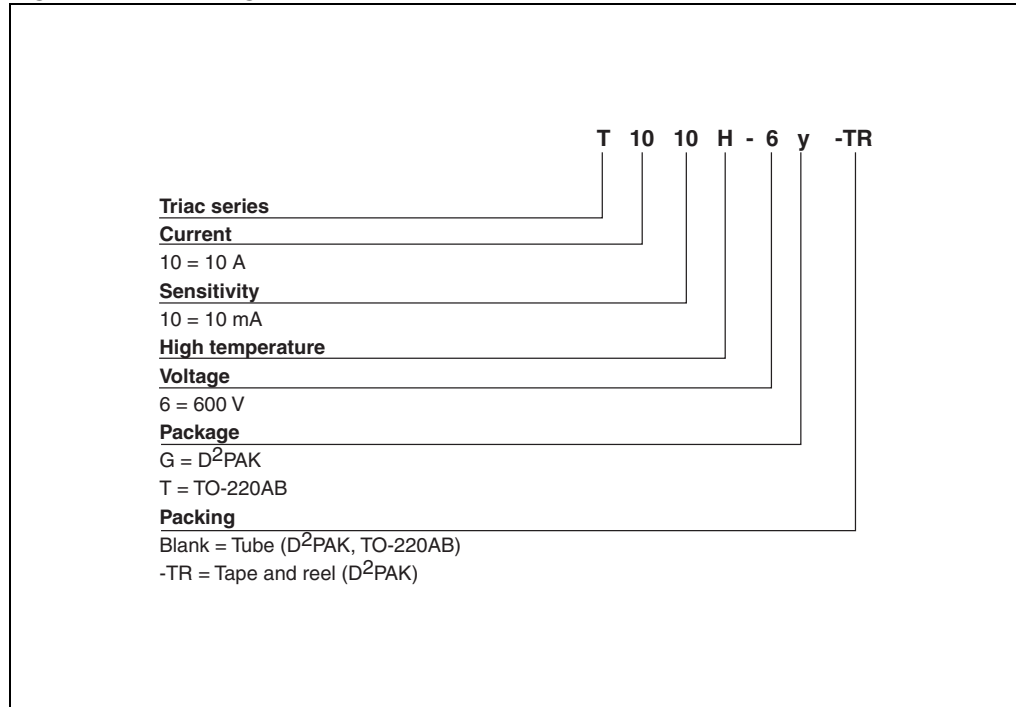 T 10 10 H - 6 y -TR
Triac series
Current
10 = 10 A
Sensitivity
10 = 10 mA
High temperature
Voltage
6 = 600 V
Package
G = D²PAK
T = TO-220AB
Packing
Blank = Tube (D²PAK, TO-220AB)
-TR = Tape and reel (D²PAK)